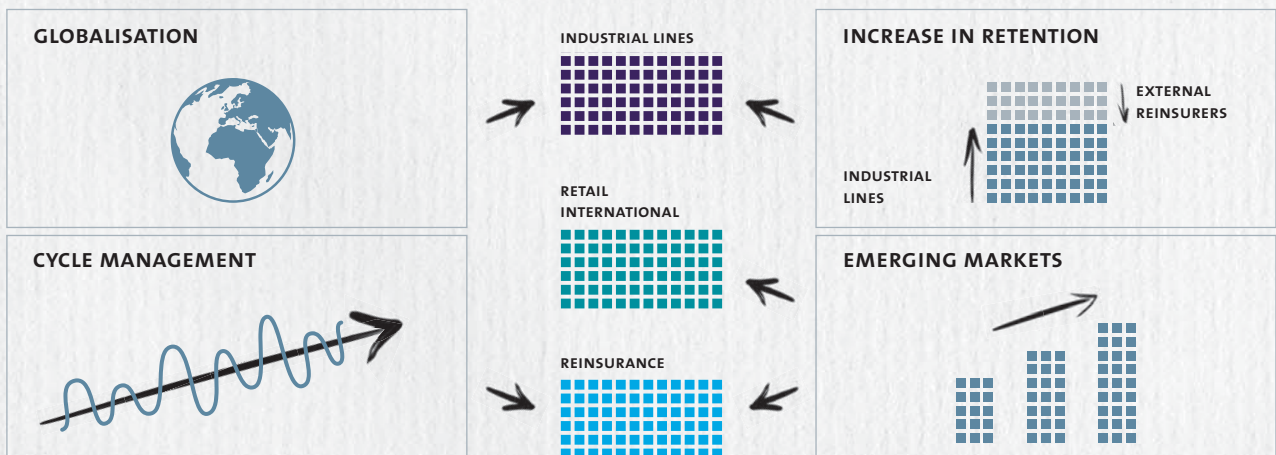 GLOBALISATION
CYCLE MANAGEMENT
INDUSTRIAL LINES
RETAIL
INTERNATIONAL
REINSURANCE
INCREASE IN RETENTION
EXTERNAL
REINSURERS
INDUSTRIAL
LINES
EMERGING MARKETS